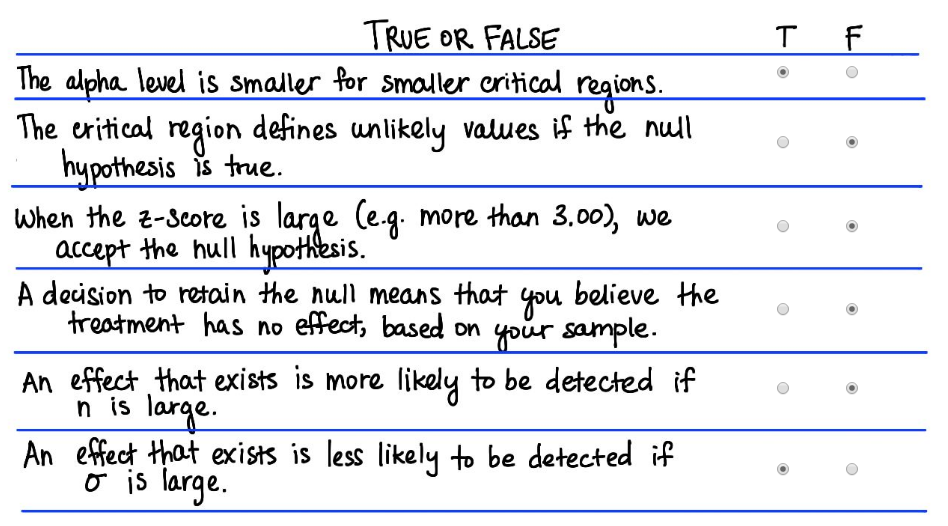 TRUE OR FALSE T F
The alpha level is smaller for smaller critical regions.
The critical region defines unlikely values if the null
hypothesis is true.
When the z-score is large (e.g. more than 3.00), we
accept the null hypothesis.
A decision to retain the null means that you believe the
treatment has no effect, based on your sample.
An effect that exists is more likely to be detected if
n is large.
An effect that exists is less likely to be detected if
σ is large.